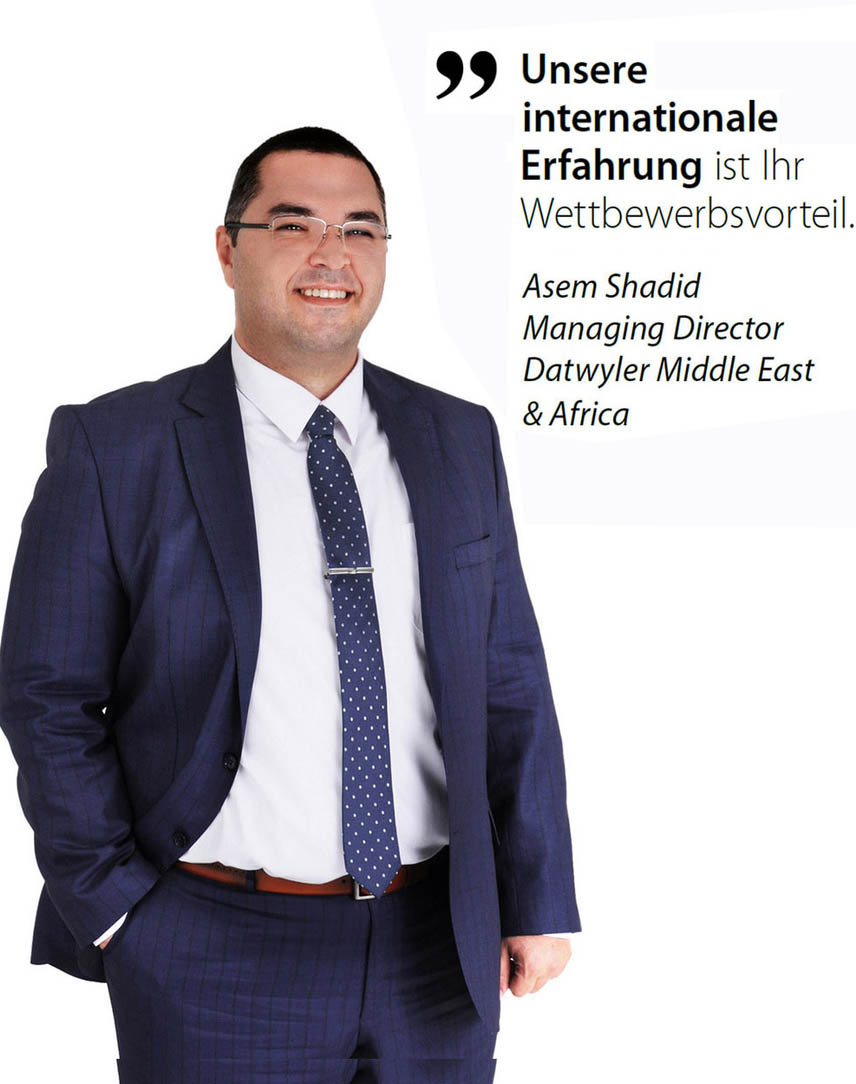 ” Unsere
internationale
Erfahrung ist Ihr
Wettbewerbsvorteil.
Asem Shadid
Managing Director
Datwyler Middle East
& Africa